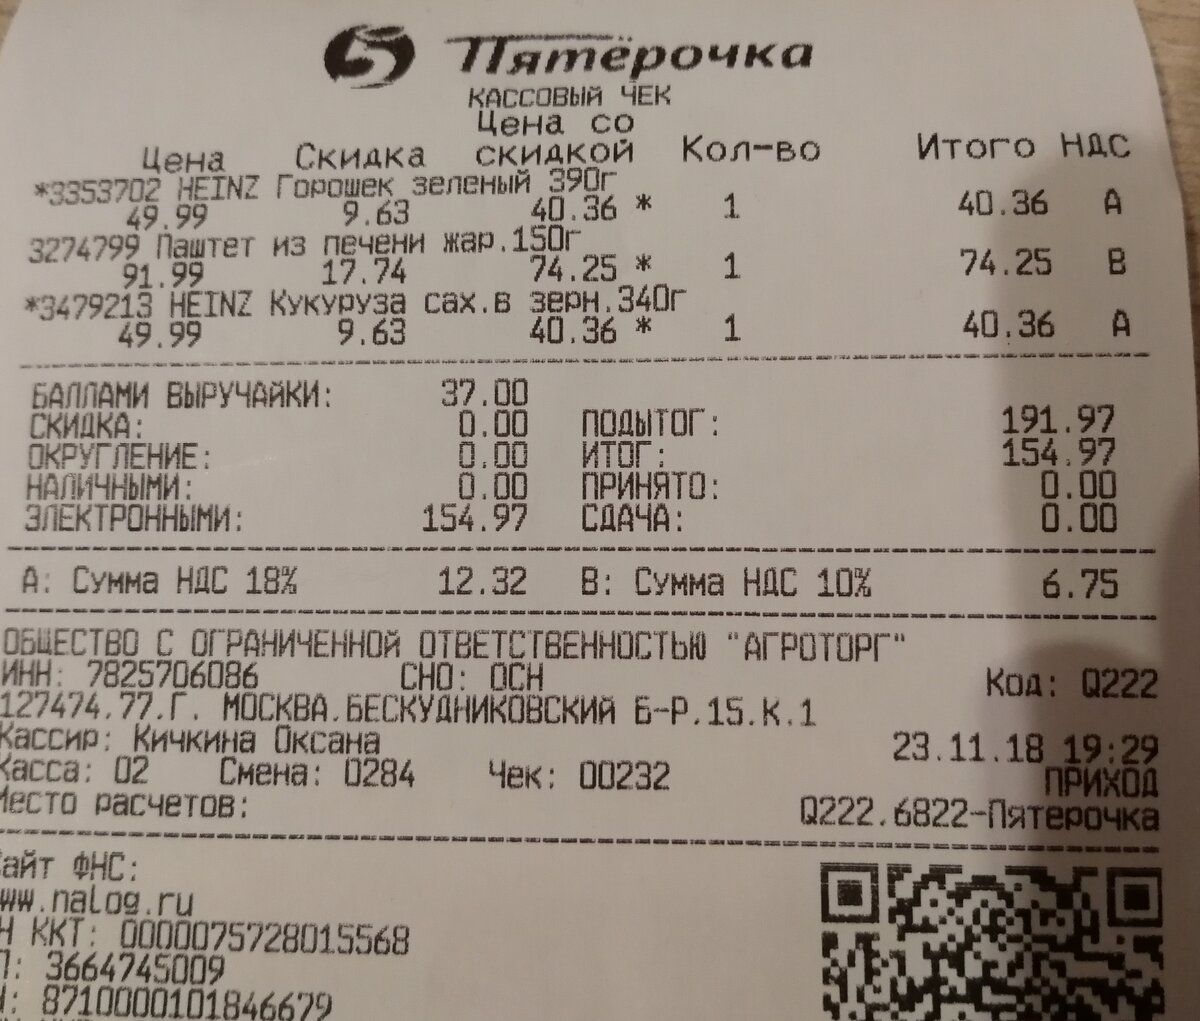 5 Пятёрочка
КАССОВЫЙ ЧЕК
Цена Скидка Цена со скидкой Кол-во Итого НДС
*3353702 HEINZ Горошек зеленый 390г
49.99 9.63 40.36 * 1 40.36 А
3274799 Паштет из печени жар.150г
91.99 17.74 74.25 * 1 74.25 В
*3479213 HEINZ Кукуруза сах.в зерн.340г
49.99 9.63 40.36 * 1 40.36 А
БАЛЛАМИ ВЫРУЧАЙКИ: 37.00
СКИДКА: 0.00 ПОДЫТОГ: 191.97
ОКРУГЛЕНИЕ: 0.00 ИТОГ: 154.97
НАЛИЧНЫМИ: 0.00 ПРИНЯТО: 0.00
ЭЛЕКТРОННЫМИ: 154.97 СДАЧА: 0.00
А: Сумма НДС 18% 12.32 В: Сумма НДС 10% 6.75
ОБЩЕСТВО С ОГРАНИЧЕННОЙ ОТВЕТСТВЕННОСТЬЮ "АГРОТОРГ"
ИНН: 7825706086 СНО: ОСН Код: Q222
127474.77.Г. МОСКВА.БЕСКУДНИКОВСКИЙ Б-Р.15.К.1
Кассир: Кичкина Оксана 23.11.18 19:29
Касса: 02 Смена: 0284 Чек: 00232 ПРИХОД
Место расчетов: Q222.6822-Пятерочка
Сайт ФНС:
www.nalog.ru
Н ККТ: 0000075728015568
3664745009
8710000101846679